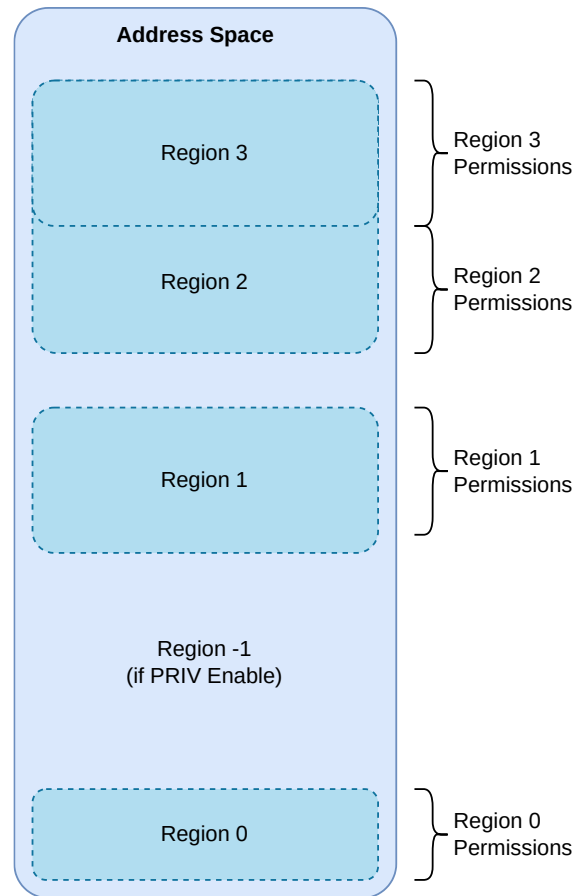 Address Space
Region 3
Region 3
Permissions
Region 2
Region 2
Permissions
Region 1
Region 1
Permissions
Region -1
(if PRIV Enable)
Region 0
Region 0
Permissions